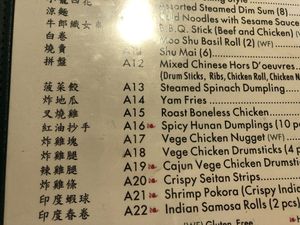 Assorted Steamed Dim Sum (8)
涼麵 Cold Noodles with Sesame Sauce
牛郎織女 B.B.Q. Stick (Beef and Chicken)
白卷 Moo Shu Basil Roll (2) (WF)
燒賣 Shu Mai (6)
拼盤 A12 Mixed Chinese Hors D'oeuvres
(Drum Sticks, Ribs, Chicken Roll, Chicken N
菠菜餃 A13 Steamed Spinach Dumpling
炸地瓜 A14 Yam Fries
叉燒雞 A15 Roast Boneless Chicken
紅油抄手 A16 Spicy Hunan Dumplings (10 pc
炸雞塊 A17 Vege Chicken Nugget (WF)
炸雞腿 A18 Vege Chicken Drumsticks (4 p
辣雞腿 A19 Cajun Vege Chicken Drumsti
炸雞條 A20 Crispy Seitan Strips
印度蝦球 A21 Shrimp Pokora (Crispy Indi
印度春卷 A22 Indian Samosa Rolls (2 pcs)
(WF) Gluten Free